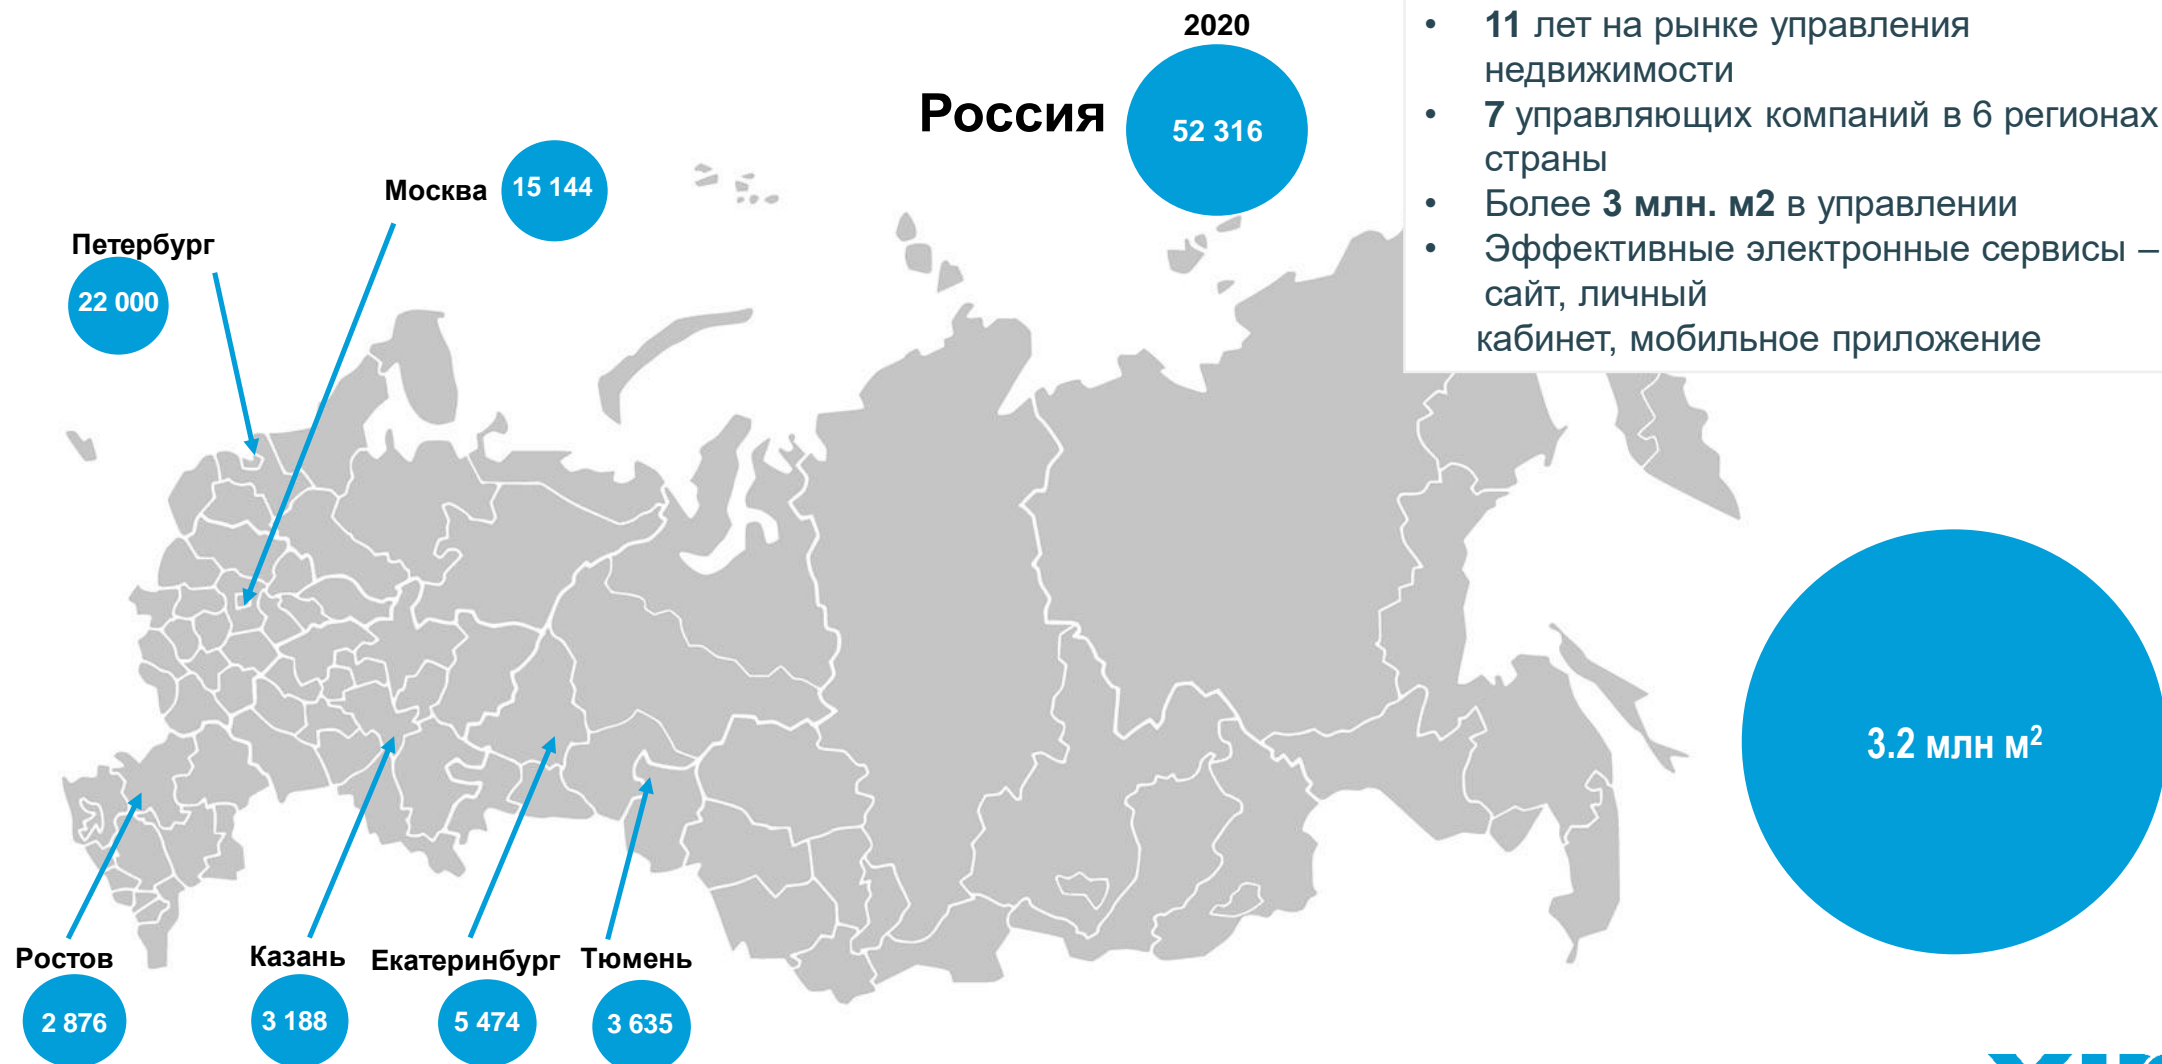 2020
Россия
52 316
• 11 лет на рынке управления
недвижимости
• 7 управляющих компаний в 6 регионах
страны
• Более 3 млн. м2 в управлении
• Эффективные электронные сервисы –
сайт, личный
кабинет, мобильное приложение
Москва
15 144
Петербург
22 000
3.2 млн м²
Ростов
2 876
Казань
3 188
Екатеринбург
5 474
Тюмень
3 635